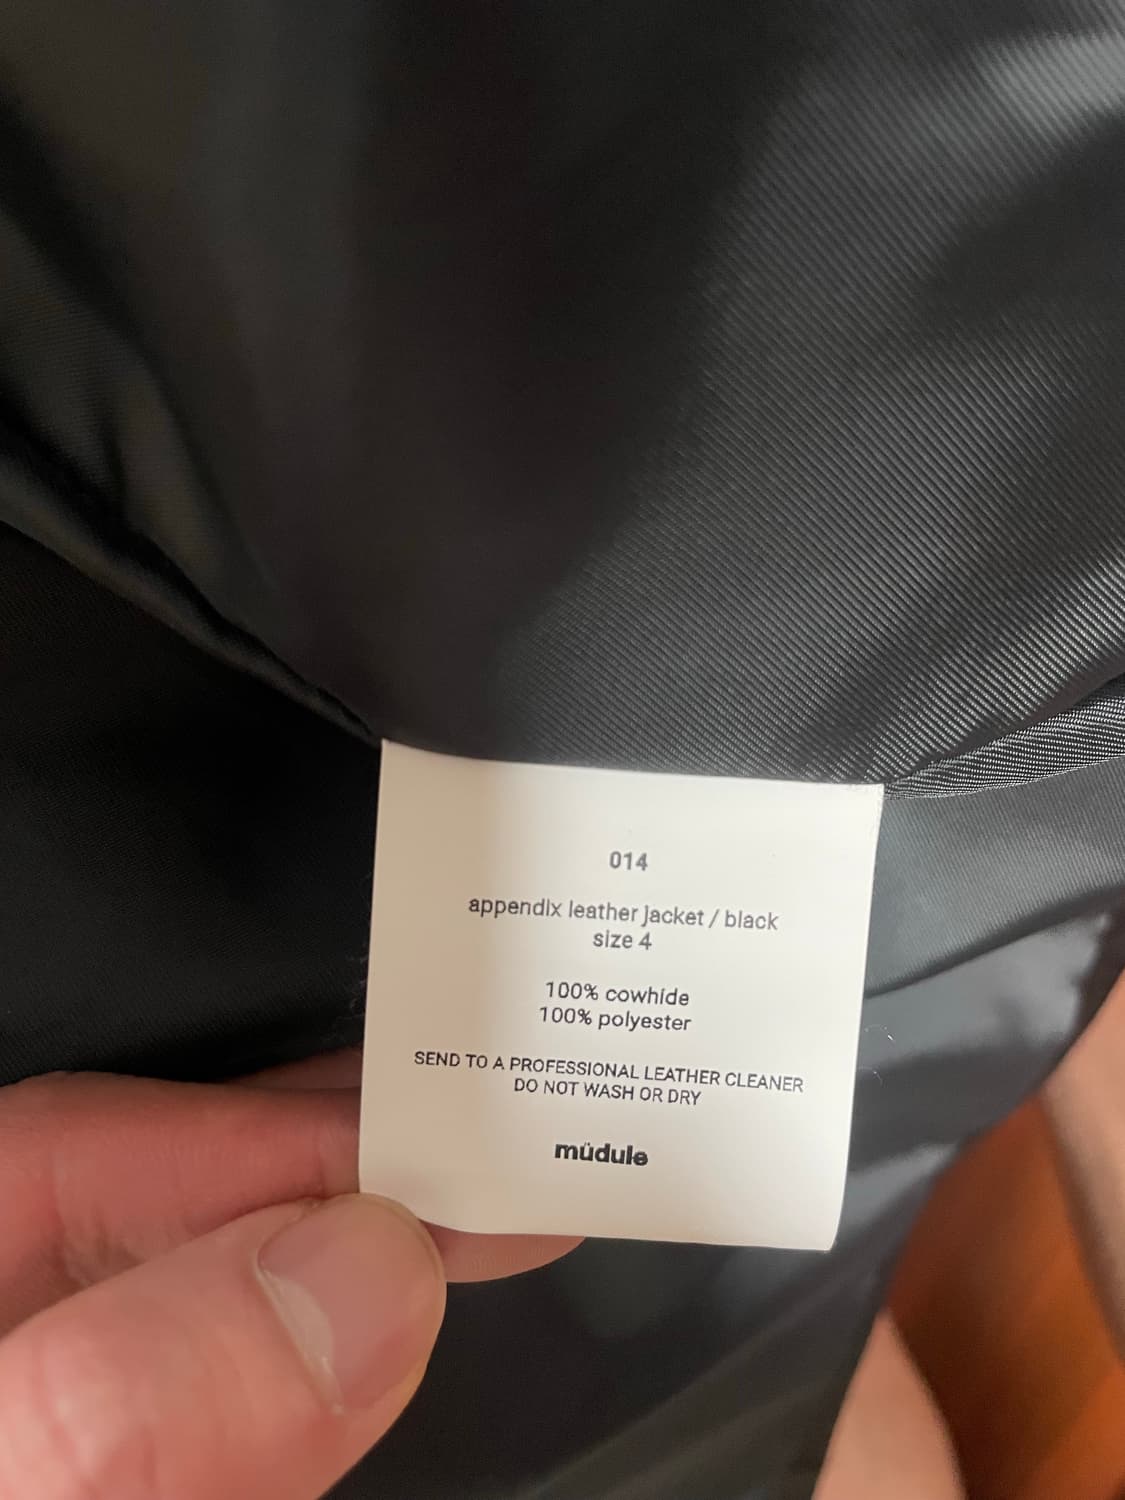 014
appendix leather jacket / black
size 4
100% cowhide
100% polyester
SEND TO A PROFESSIONAL LEATHER CLEANER
DO NOT WASH OR DRY
müdule